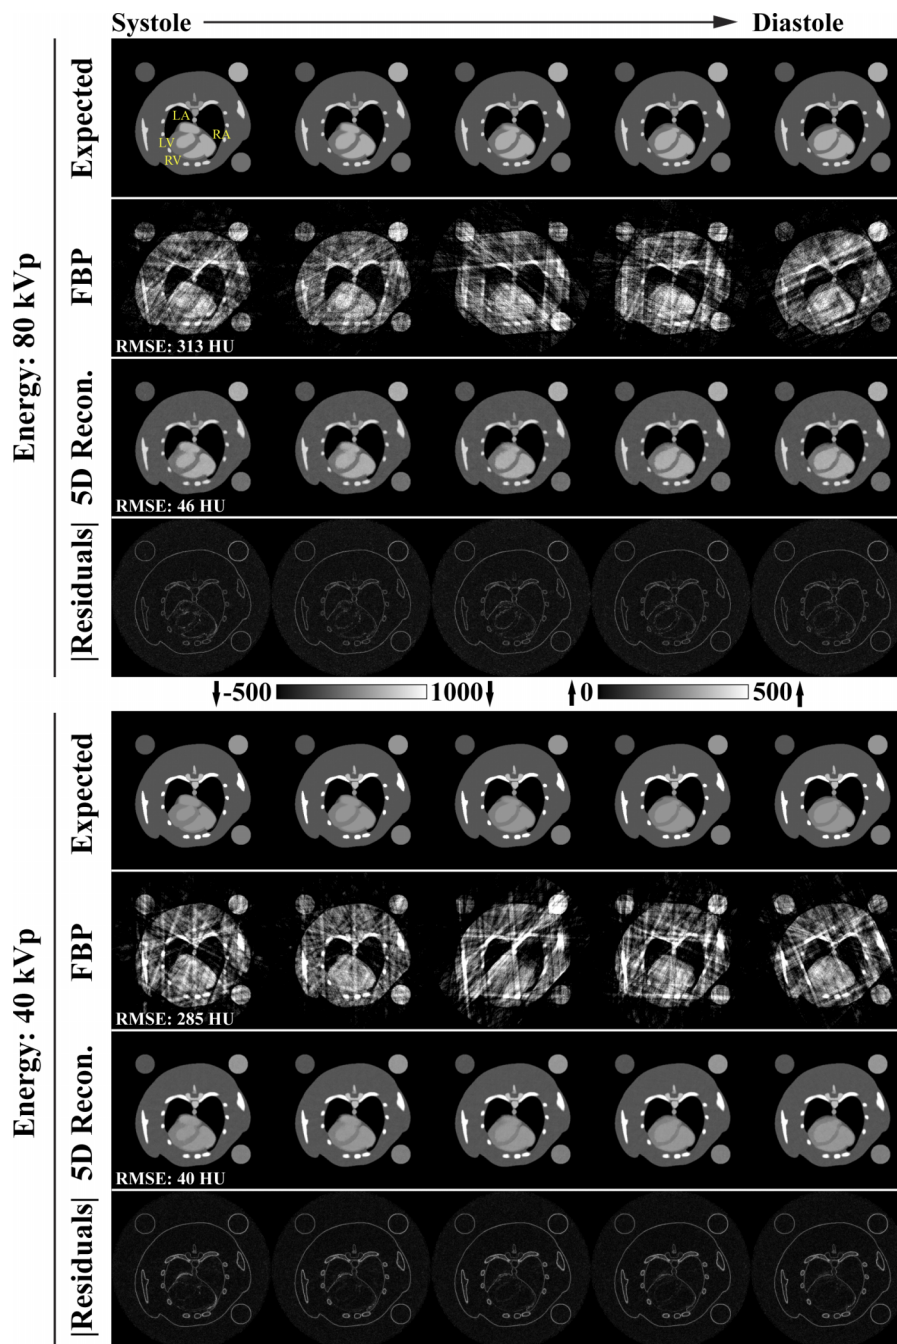 Systole
Diastole
Energy: 80 kVp
Expected
LA
RA
LV
RV
FBP
RMSE: 313 HU
5D Recon.
RMSE: 46 HU
|Residuals|
-500
1000
0
500
Energy: 40 kVp
Expected
FBP
RMSE: 285 HU
5D Recon.
RMSE: 40 HU
|Residuals|